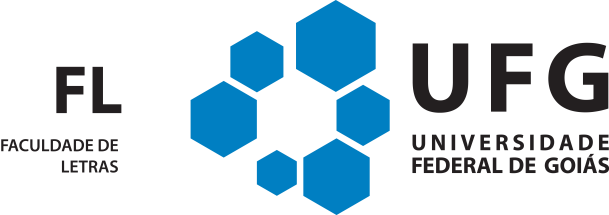 FL
FACULDADE DE
LETRAS
UFG
UNIVERSIDADE
FEDERAL DE GOIÁS